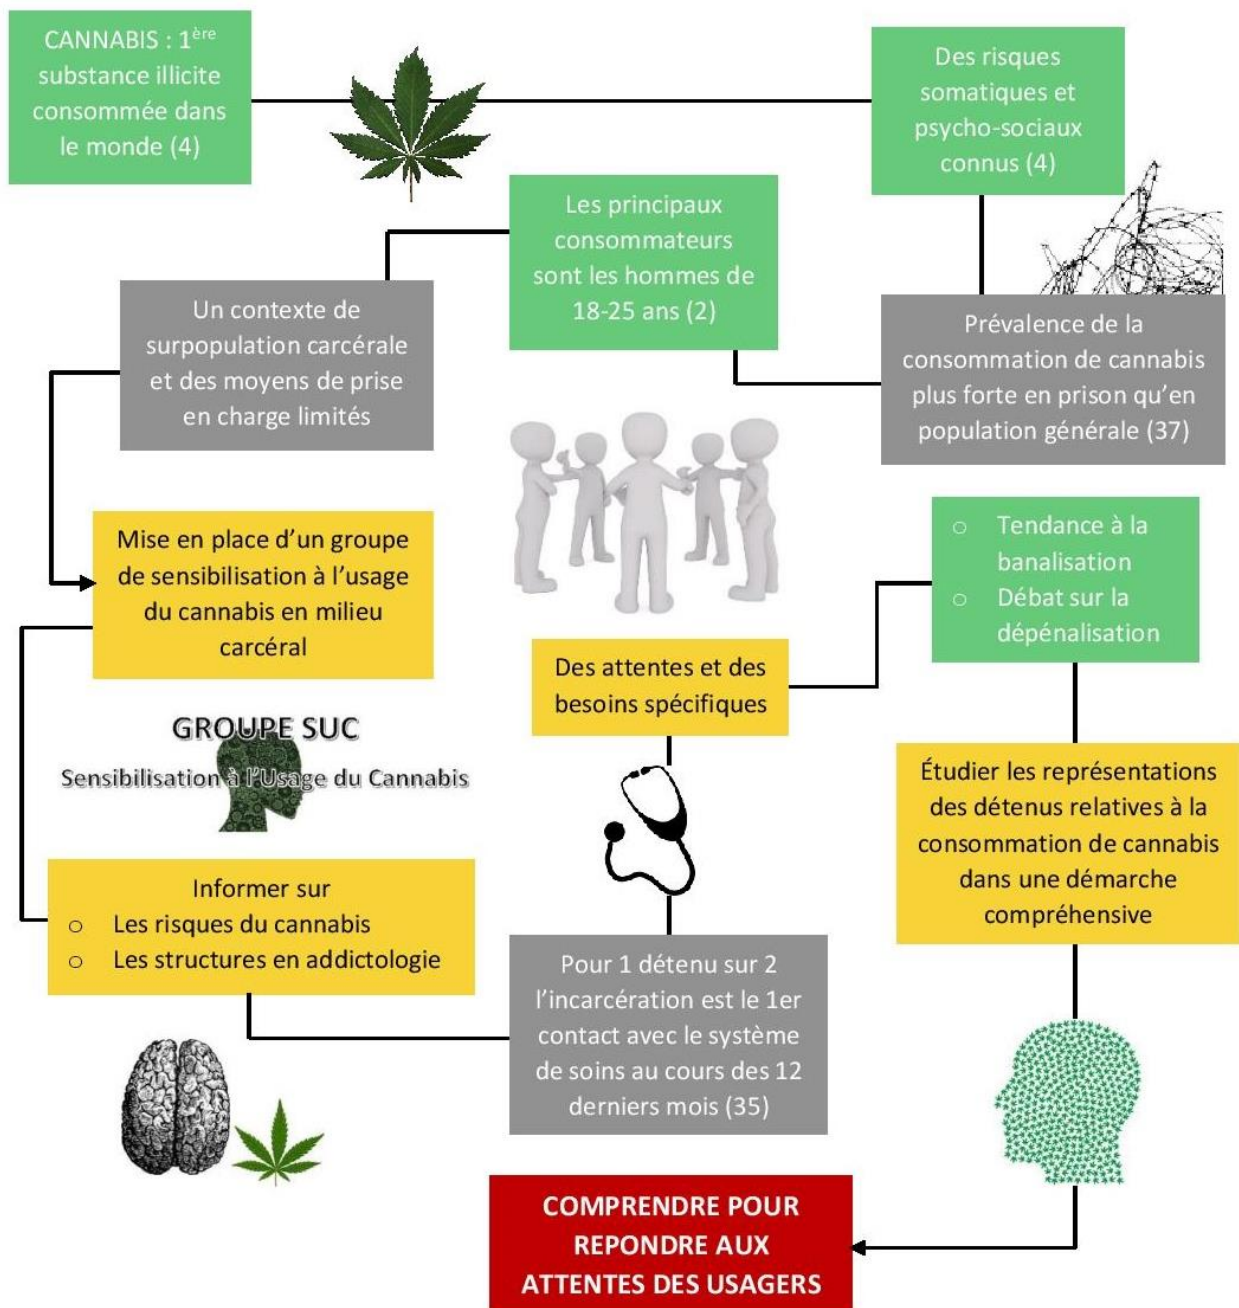 CANNABIS : 1ère
substance illicite
consommée dans
le monde (4)
Des risques
somatiques et
psycho-sociaux
connus (4)
Les principaux
consommateurs
sont les hommes de
18-25 ans (2)
Un contexte de
surpopulation carcérale
et des moyens de prise
en charge limités
Prévalence de la
consommation de cannabis
plus forte en prison qu’en
population générale (37)
Mise en place d’un groupe
de sensibilisation à l’usage
du cannabis en milieu
carcéral
o Tendance à la
banalisation
o Débat sur la
dépénalisation
Des attentes et des
besoins spécifiques
GROUPE SUC
Sensibilisation à l’Usage du Cannabis
Étudier les représentations
des détenus relatives à la
consommation de cannabis
dans une démarche
compréhensive
Informer sur
o Les risques du cannabis
o Les structures en addictologie
Pour 1 détenu sur 2
l’incarcération est le 1er
contact avec le système
de soins au cours des 12
derniers mois (35)
COMPRENDRE POUR
REPONDRE AUX
ATTENTES DES USAGERS